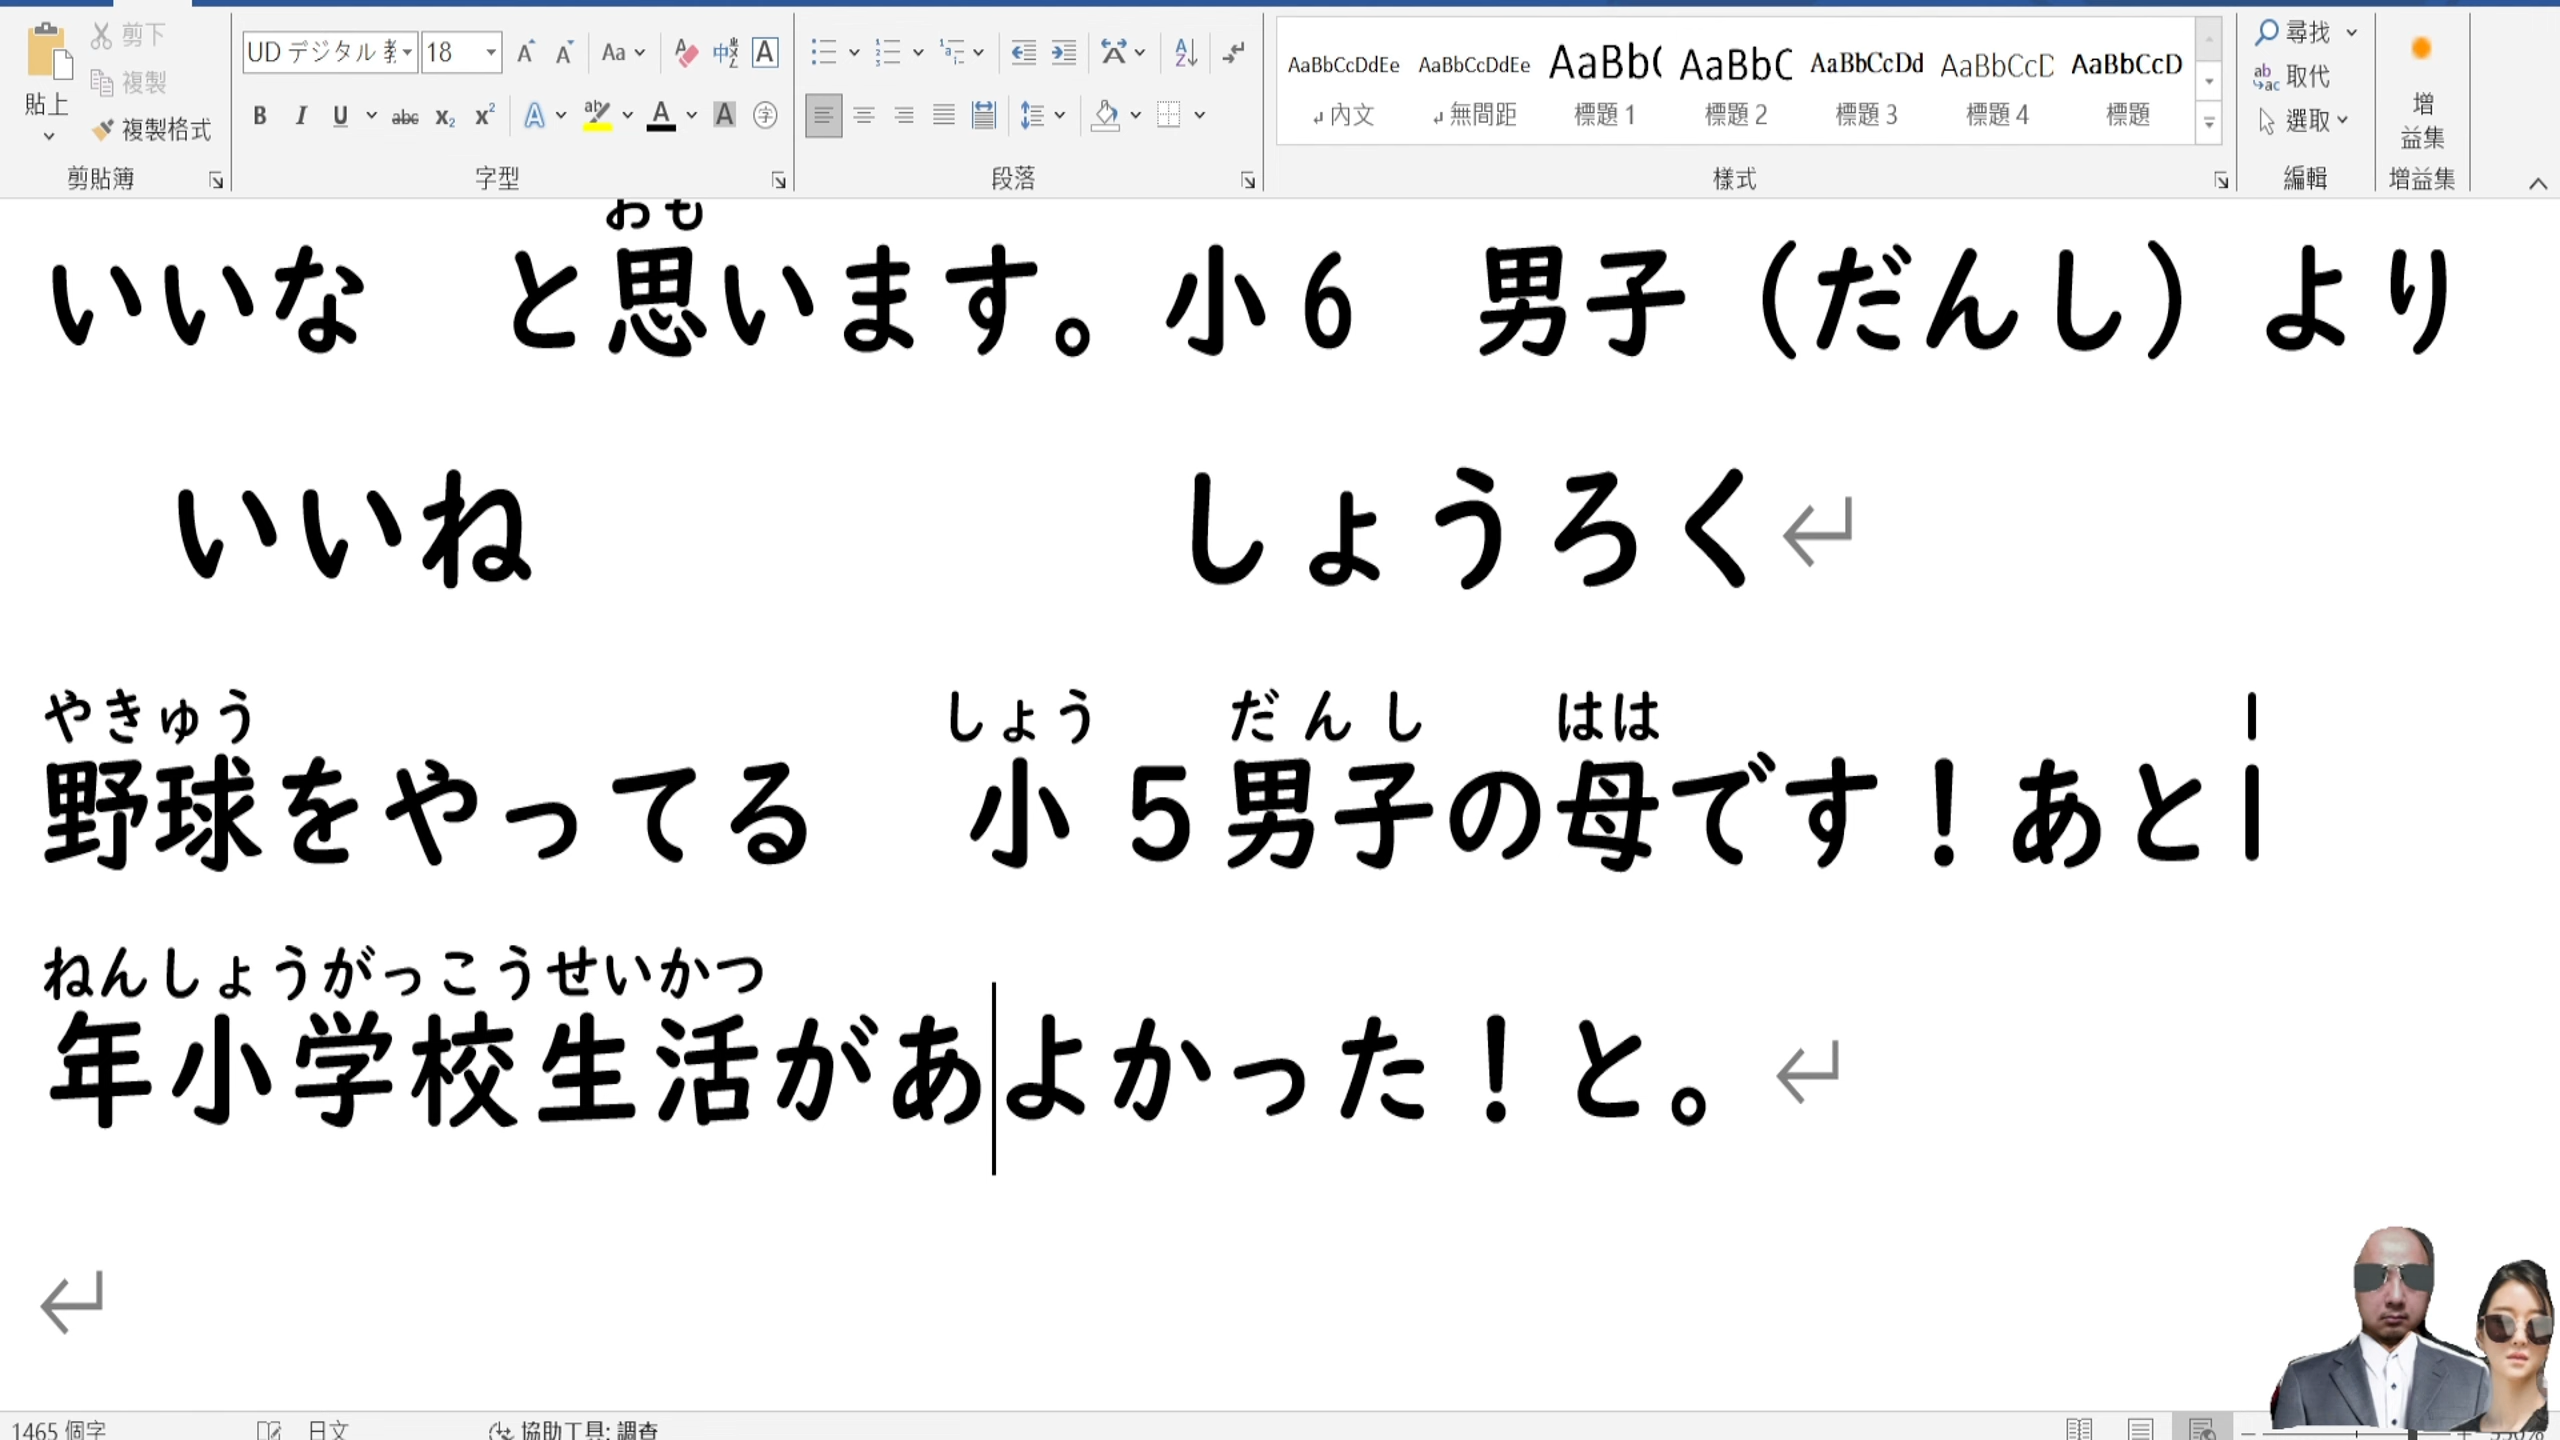 貼上
剪下
複製
複製格式
剪貼簿
UD デジタル
18
字型
段落
AaBbCcDdEe AaBbCcDdEe AaBb( AaBbC AaBbCcDd AaBbCcD AaBbCcD
內文 無間距 標題 1 標題 2 標題 3 標題 4 標題
樣式
尋找
取代
選取
編輯
增
益集
增益集
おも
いいな と思います。小6 男子（だんし）より
いいね しょうろく
やきゅう しょう だんし はは
野球をやってる 小5男子の母です！あと1
ねんしょうがっこうせいかつ
年小学校生活があよかった！と。
1465 個字 日文 協助工具: 調查